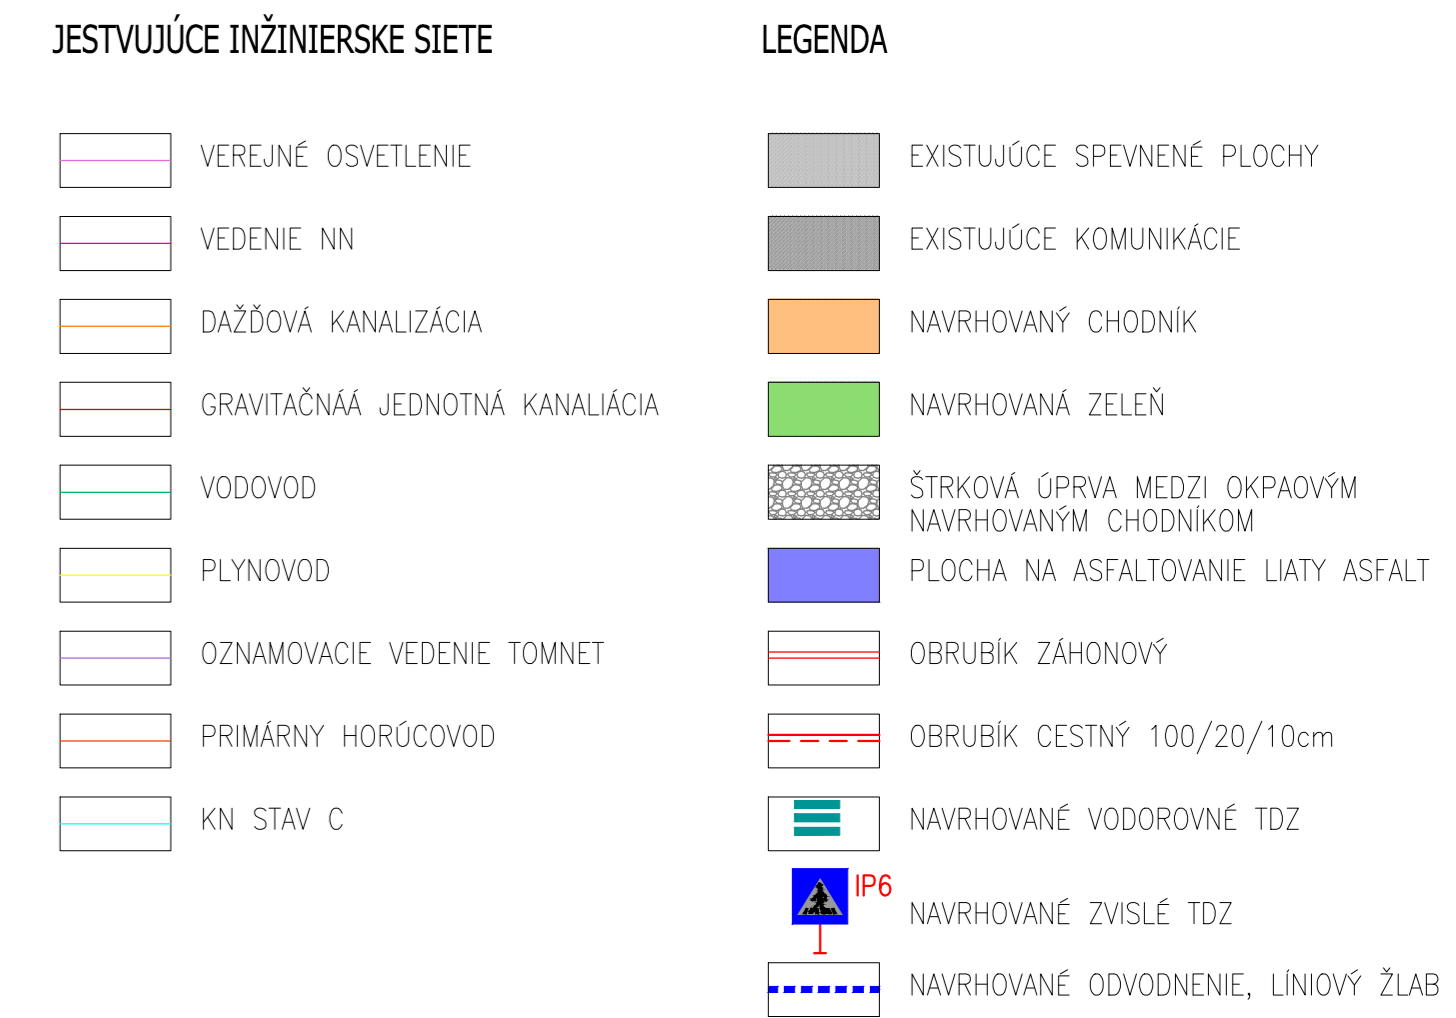 JESTVUJÚCE INŽINIERSKE SIETE
VEREJNÉ OSVETLENIE
VEDENIE NN
DAŽĎOVÁ KANALIZÁCIA
GRAVITAČNÁÁ JEDNOTNÁ KANALIÁCIA
VODOVOD
PLYNOVOD
OZNAMOVACIE VEDENIE TOMNET
PRIMÁRNY HORÚCOVOD
KN STAV C
LEGENDA
EXISTUJÚCE SPEVNENÉ PLOCHY
EXISTUJÚCE KOMUNIKÁCIE
NAVRHOVANÝ CHODNÍK
NAVRHOVANÁ ZELEŇ
ŠTRKOVÁ ÚPRVA MEDZI OKPAOVÝM
NAVRHOVANÝM CHODNÍKOM
PLOCHA NA ASFALTOVANIE LIATY ASFALT
OBRUBÍK ZÁHONOVÝ
OBRUBÍK CESTNÝ 100/20/10cm
NAVRHOVANÉ VODOROVNÉ TDZ
IP6
NAVRHOVANÉ ZVISLÉ TDZ
NAVRHOVANÉ ODVODNENIE, LÍNIOVÝ ŽLAB